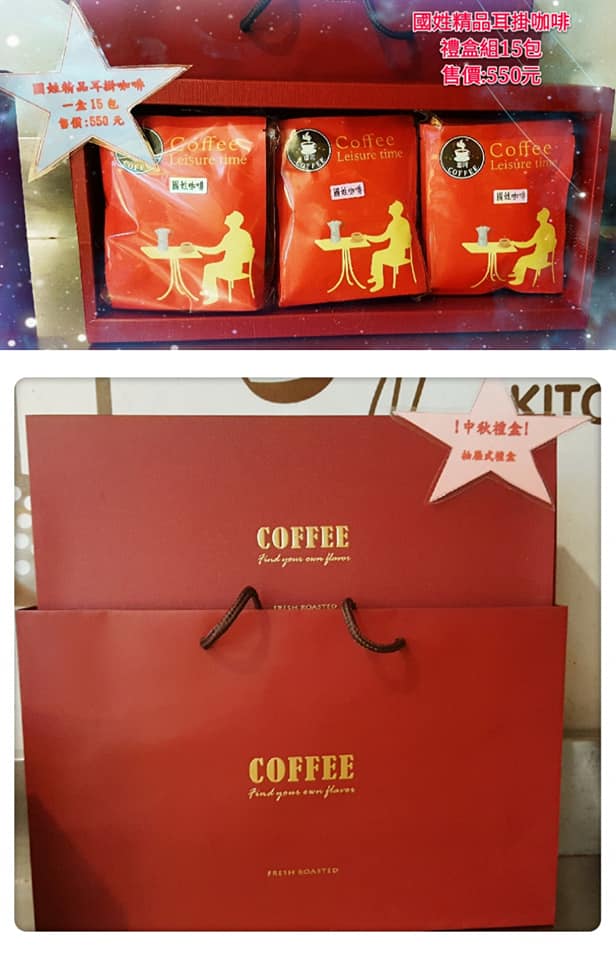 國姓精品耳掛咖啡
禮盒組15包
售價:550元
國姓精品耳掛咖啡
一盒15包
售價:550元
Coffee
Leisure time
COFFEE
國姓咖啡
Coffee
Leisure time
COFFEE
國姓咖啡
Coffee
Leisure time
COFFEE
國姓咖啡
KITC
!中秋禮盒!
抽屜式禮盒
COFFEE
Find your own flavor
FRESH ROASTED
COFFEE
Find your own flavor
FRESH ROASTED